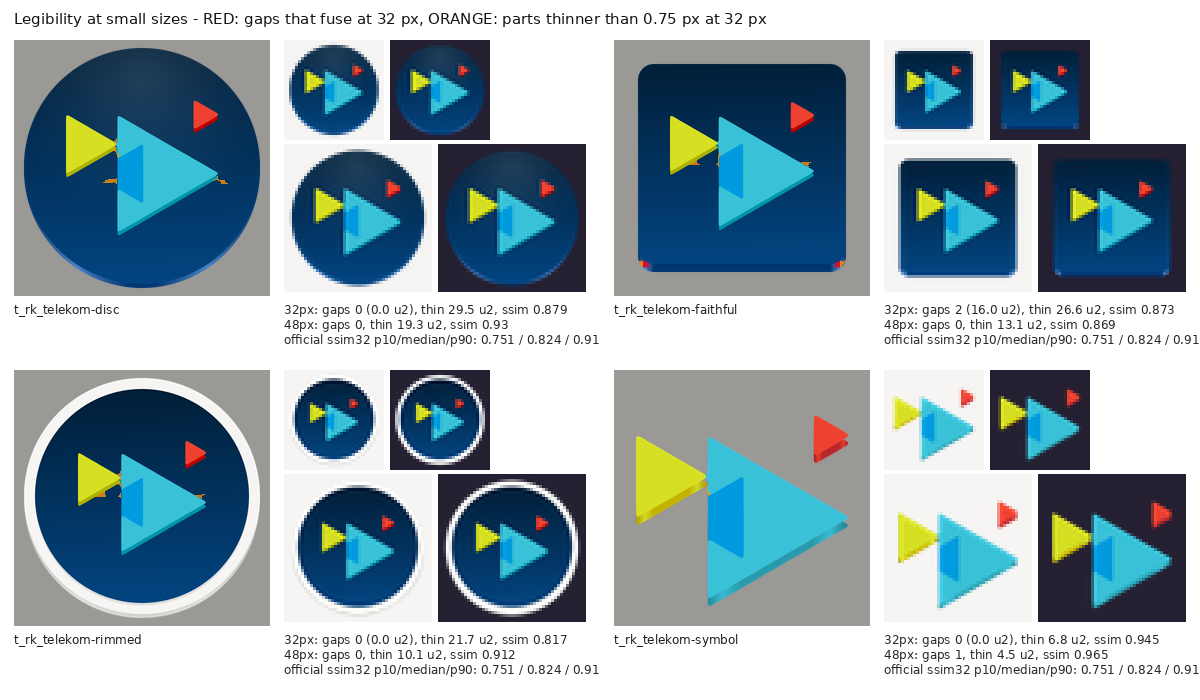 Legibility at small sizes - RED: gaps that fuse at 32 px, ORANGE: parts thinner than 0.75 px at 32 px
t_rk_telekom-disc
32px: gaps 0 (0.0 u2), thin 29.5 u2, ssim 0.879
48px: gaps 0, thin 19.3 u2, ssim 0.93
official ssim32 p10/median/p90: 0.751 / 0.824 / 0.91
t_rk_telekom-faithful
32px: gaps 2 (16.0 u2), thin 26.6 u2, ssim 0.873
48px: gaps 0, thin 13.1 u2, ssim 0.869
official ssim32 p10/median/p90: 0.751 / 0.824 / 0.91
t_rk_telekom-rimmed
32px: gaps 0 (0.0 u2), thin 21.7 u2, ssim 0.817
48px: gaps 0, thin 10.1 u2, ssim 0.912
official ssim32 p10/median/p90: 0.751 / 0.824 / 0.91
t_rk_telekom-symbol
32px: gaps 0 (0.0 u2), thin 6.8 u2, ssim 0.945
48px: gaps 1, thin 4.5 u2, ssim 0.965
official ssim32 p10/median/p90: 0.751 / 0.824 / 0.91